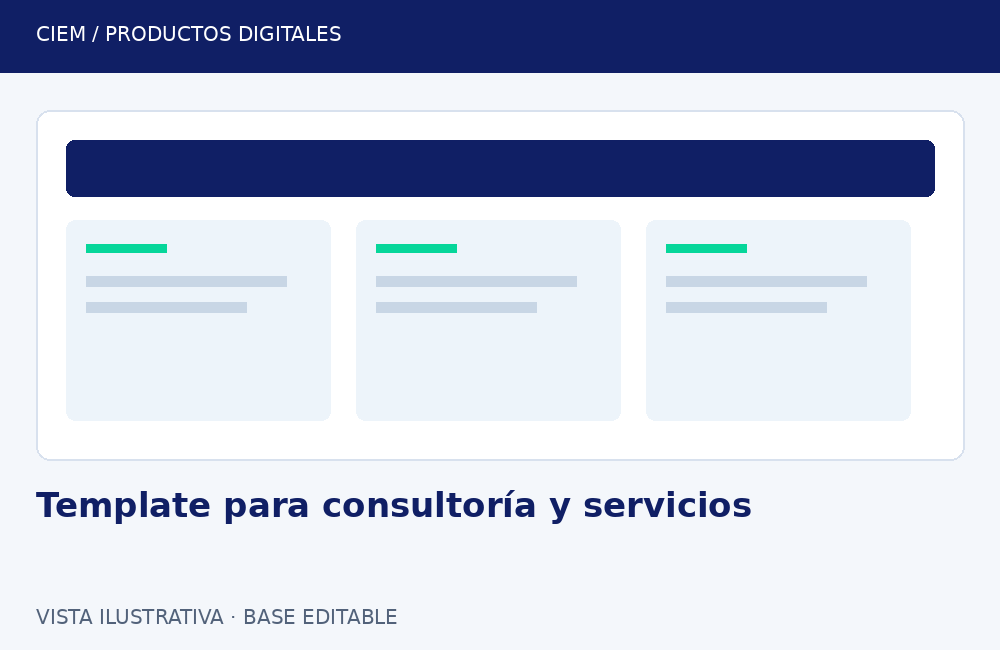 CIEM / PRODUCTOS DIGITALES
Template para consultoría y servicios
VISTA ILUSTRATIVA · BASE EDITABLE